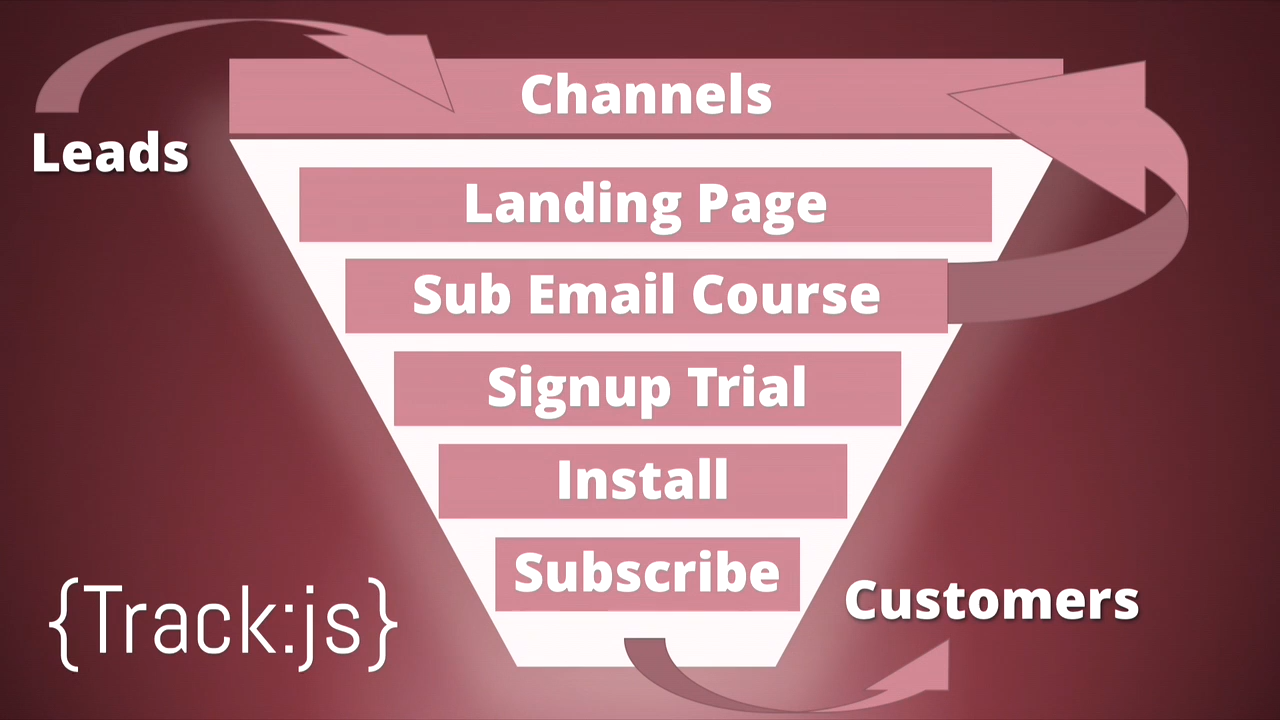 Channels
Leads
Landing Page
Sub Email Course
Signup Trial
Install
Subscribe
Customers
{Track:js}